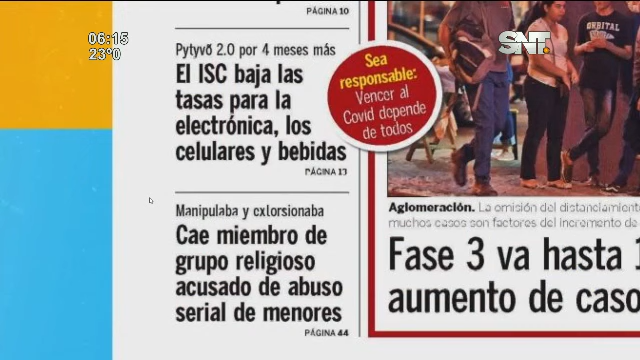 06:15
23°0
SNT
PÁGINA 10
Pytyvõ 2.0 por 4 meses más
El ISC baja las
tasas para la
electrónica, los
celulares y bebidas
PÁGINA 13
Manipulaba y extorsionaba
Cae miembro de
grupo religioso
acusado de abuso
serial de menores
PÁGINA 44
Sea
responsable:
Vencer al
Covid depende
de todos
ORBITAL
Aglomeración. La omisión del distanciamiento
muchos casos son factores del incremento de
Fase 3 va hasta
aumento de caso